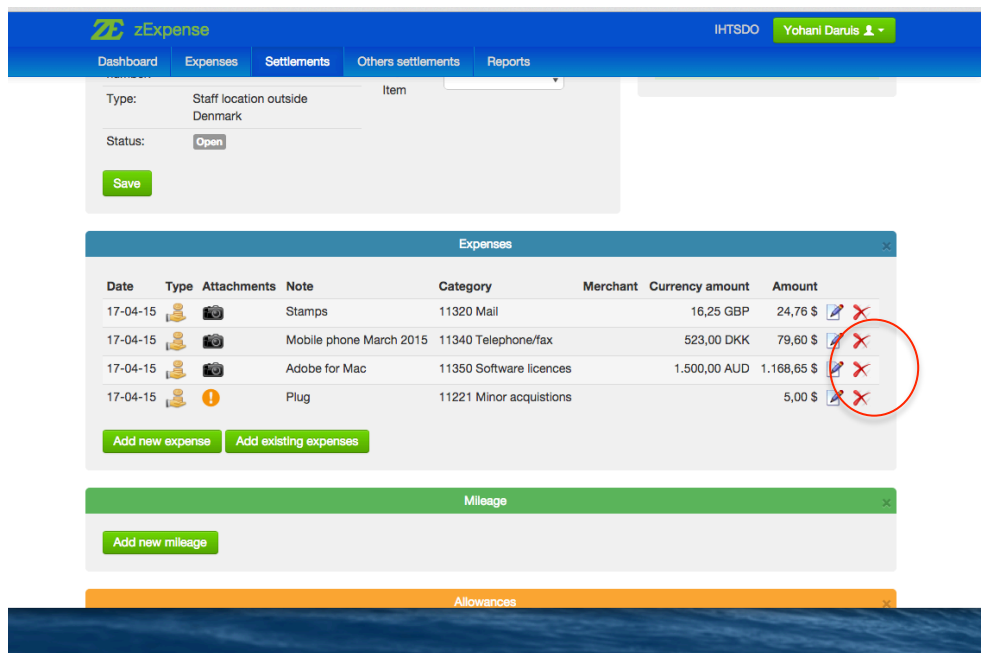 ZE zExpense IHTSDO Yohani Daruis
Dashboard Expenses Settlements Others settlements Reports
Type: Staff location outside Item
Denmark
Status: Open
Save
Expenses ×
Date Type Attachments Note Category Merchant Currency amount Amount
17-04-15 Stamps 11320 Mail 16,25 GBP 24,76 $
17-04-15 Mobile phone March 2015 11340 Telephone/fax 523,00 DKK 79,60 $
17-04-15 Adobe for Mac 11350 Software licences 1.500,00 AUD 1.168,65 $
17-04-15 Plug 11221 Minor acquistions 5,00 $
Add new expense Add existing expenses
Mileage ×
Add new mileage
Allowances ×